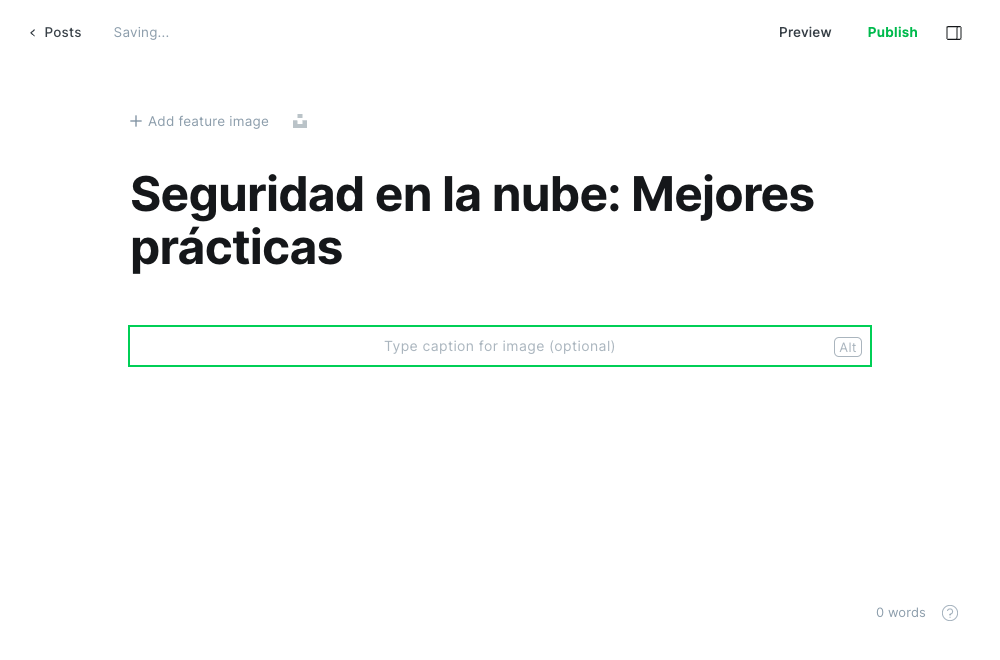 Posts
Saving...
Preview
Publish
Add feature image
Seguridad en la nube: Mejores
prácticas
Type caption for image (optional)
Alt
0 words
?